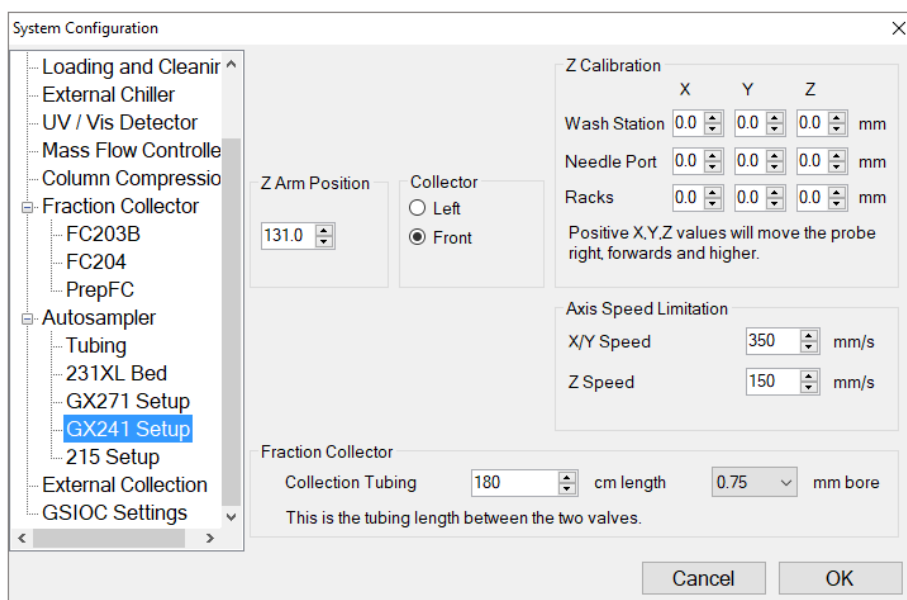 System Configuration
Loading and Cleanin
External Chiller
UV / Vis Detector
Mass Flow Controlle
Column Compressio
Fraction Collector
FC203B
FC204
PrepFC
Autosampler
Tubing
231XL Bed
GX271 Setup
GX241 Setup
215 Setup
External Collection
GSIOC Settings
Z Arm Position
131.0
Collector
Left
Front
Z Calibration
X Y Z
Wash Station 0.0 0.0 0.0 mm
Needle Port 0.0 0.0 0.0 mm
Racks 0.0 0.0 0.0 mm
Positive X,Y,Z values will move the probe
right, forwards and higher.
Axis Speed Limitation
X/Y Speed 350 mm/s
Z Speed 150 mm/s
Fraction Collector
Collection Tubing 180 cm length 0.75 mm bore
This is the tubing length between the two valves.
Cancel OK